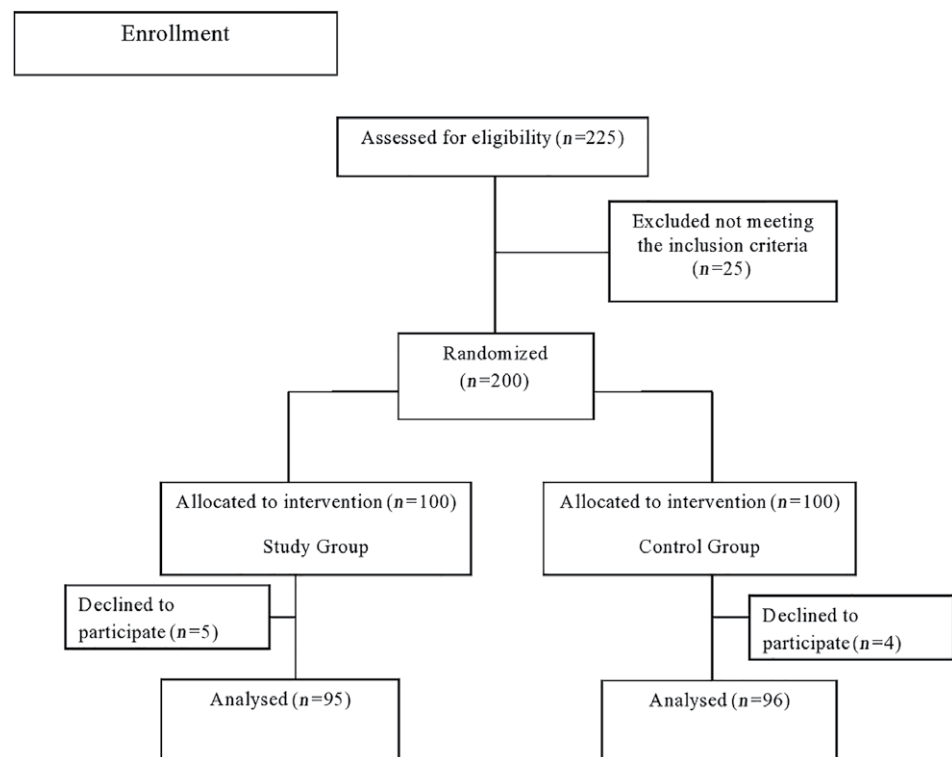 Enrollment
Assessed for eligibility (n=225)
Excluded not meeting
the inclusion criteria
(n=25)
Randomized
(n=200)
Allocated to intervention (n=100)
Study Group
Allocated to intervention (n=100)
Control Group
Declined to
participate (n=5)
Declined to
participate (n=4)
Analysed (n=95)
Analysed (n=96)